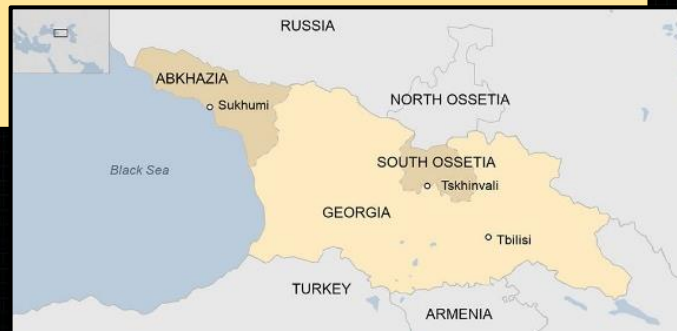 RUSSIA
ABKHAZIA
Sukhumi
NORTH OSSETIA
SOUTH OSSETIA
Black Sea
Tskhinvali
GEORGIA
Tbilisi
TURKEY
ARMENIA